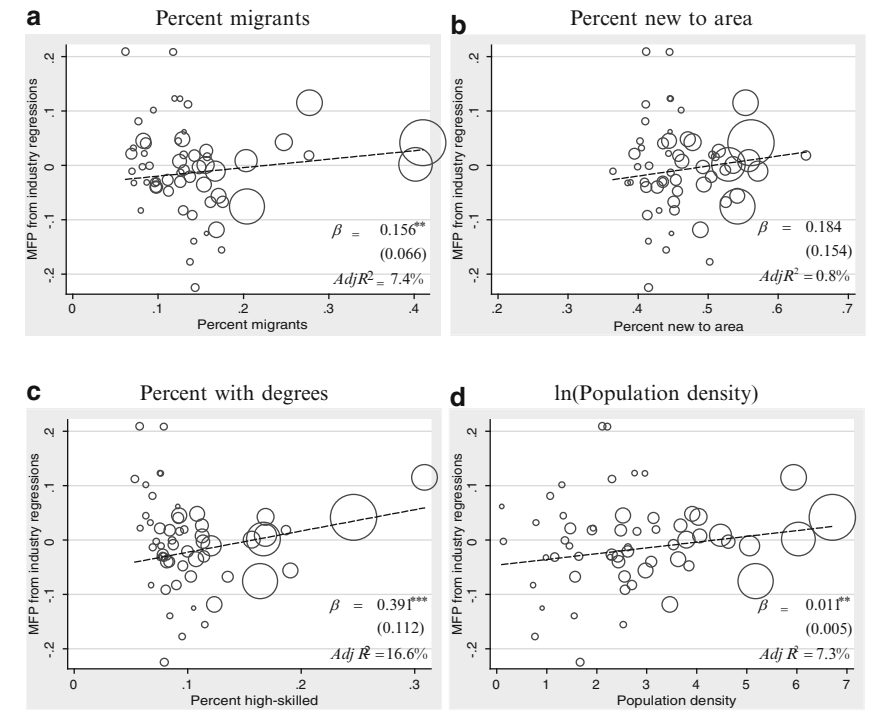 a Percent migrants
MFP from industry regressions
.2
.1
0
-.1
-.2
β = 0.156**
(0.066)
AdjR2 = 7.4%
0 .1 .2 .3 .4
Percent migrants
b Percent new to area
MFP from industry regressions
.2
.1
0
-.1
-.2
β = 0.184
(0.154)
AdjR² = 0.8%
.2 .3 .4 .5 .6 .7
Percent new to area
c Percent with degrees
MFP from industry regressions
.2
.1
0
-.1
-.2
β = 0.391***
(0.112)
Adj R² = 16.6%
0 .1 .2 .3
Percent high-skilled
d ln(Population density)
MFP from industry regressions
.2
.1
0
-.1
-.2
β = 0.011**
(0.005)
Adj R² = 7.3%
0 1 2 3 4 5 6 7
Population density